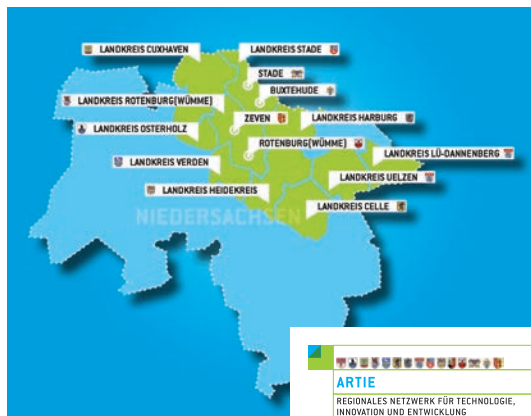 LANDKREIS CUXHAVEN
LANDKREIS STADE
STADE
BUXTEHUDE
LANDKREIS ROTENBURG(WÜMME)
ZEVEN
LANDKREIS HARBURG
LANDKREIS OSTERHOLZ
ROTENBURG(WÜMME)
LANDKREIS LÜ-DANNENBERG
LANDKREIS VERDEN
LANDKREIS UELZEN
LANDKREIS HEIDEKREIS
LANDKREIS CELLE
NIEDERSACHSEN
ARTIE
REGIONALES NETZWERK FÜR TECHNOLOGIE,
INNOVATION UND ENTWICKLUNG